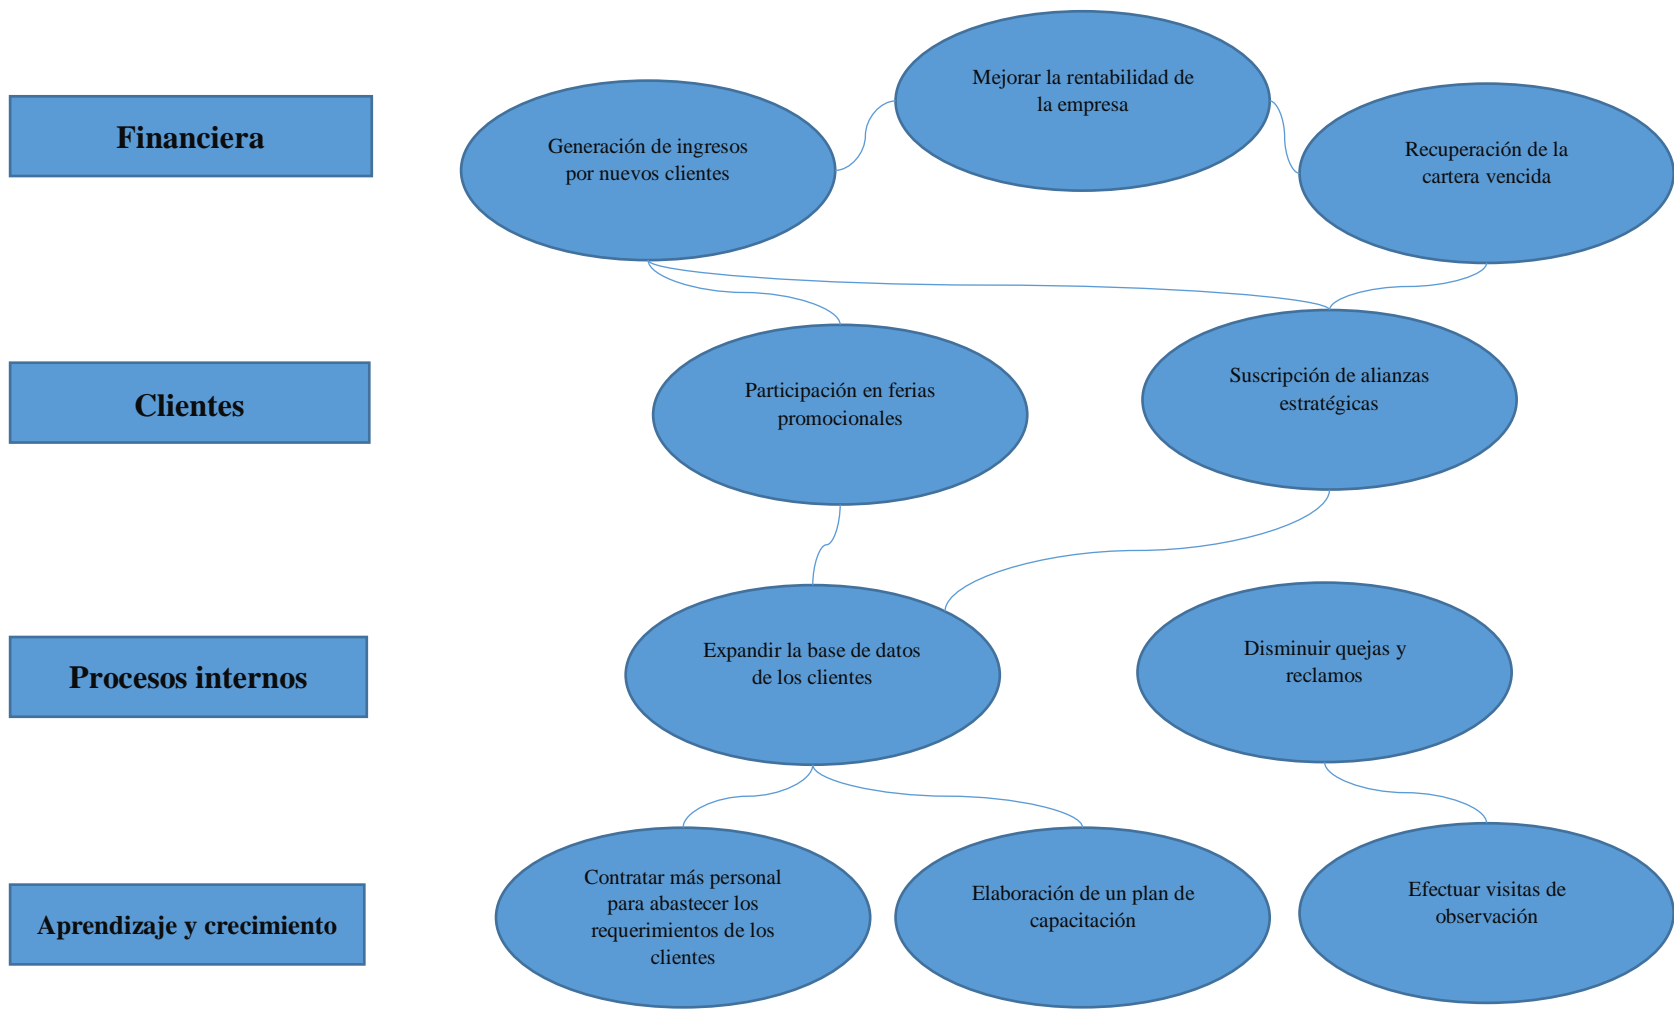 Financiera
Generación de ingresos
por nuevos clientes
Mejorar la rentabilidad de
la empresa
Recuperación de la
cartera vencida
Clientes
Participación en ferias
promocionales
Suscripción de alianzas
estratégicas
Procesos internos
Expandir la base de datos
de los clientes
Disminuir quejas y
reclamos
Aprendizaje y crecimiento
Contratar más personal
para abastecer los
requerimientos de los
clientes
Elaboración de un plan de
capacitación
Efectuar visitas de
observación